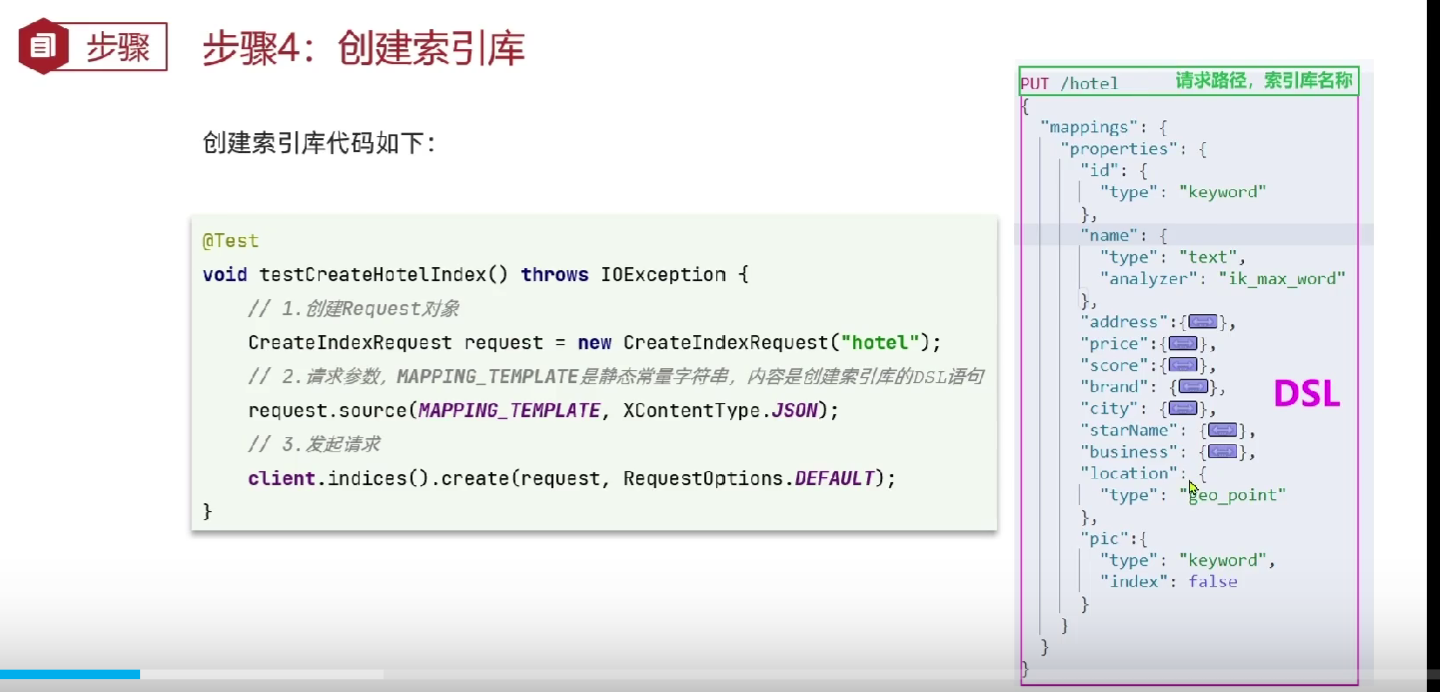 步骤
步骤4：创建索引库
创建索引库代码如下：
@Test
void testCreateHotelIndex() throws IOException {
// 1.创建Request对象
CreateIndexRequest request = new CreateIndexRequest("hotel");
// 2.请求参数，MAPPING_TEMPLATE是静态常量字符串，内容是创建索引库的DSL语句
request.source(MAPPING_TEMPLATE, XContentType.JSON);
// 3.发起请求
client.indices().create(request, RequestOptions.DEFAULT);
}
PUT /hotel 请求路径，索引库名称
{
"mappings": {
"properties": {
"id": {
"type": "keyword"
},
"name": {
"type": "text",
"analyzer": "ik_max_word"
},
"address":{},
"price":{},
"score":{},
"brand": {},
"city": {},
"starName": {},
"business": {},
"location": {
"type": "geo_point"
},
"pic":{
"type": "keyword",
"index": false
}
}
}
}
DSL